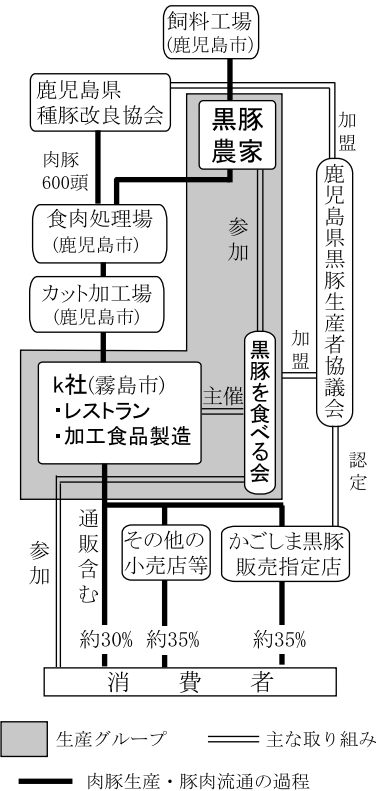 飼料工場
(鹿児島市)
鹿児島県
種豚改良協会
黒豚
農家
加盟
肉豚
600頭
食肉処理場
(鹿児島市)
参加
鹿児島県黒豚生産者協議会
カット加工場
(鹿児島市)
加盟
黒豚を食べる会
k社(霧島市)
・レストラン
・加工食品製造
主催
認定
参加
通販含む
その他の
小売店等
かごしま黒豚
販売指定店
約30%
約35%
約35%
消費者
生産グループ
主な取り組み
肉豚生産・豚肉流通の過程